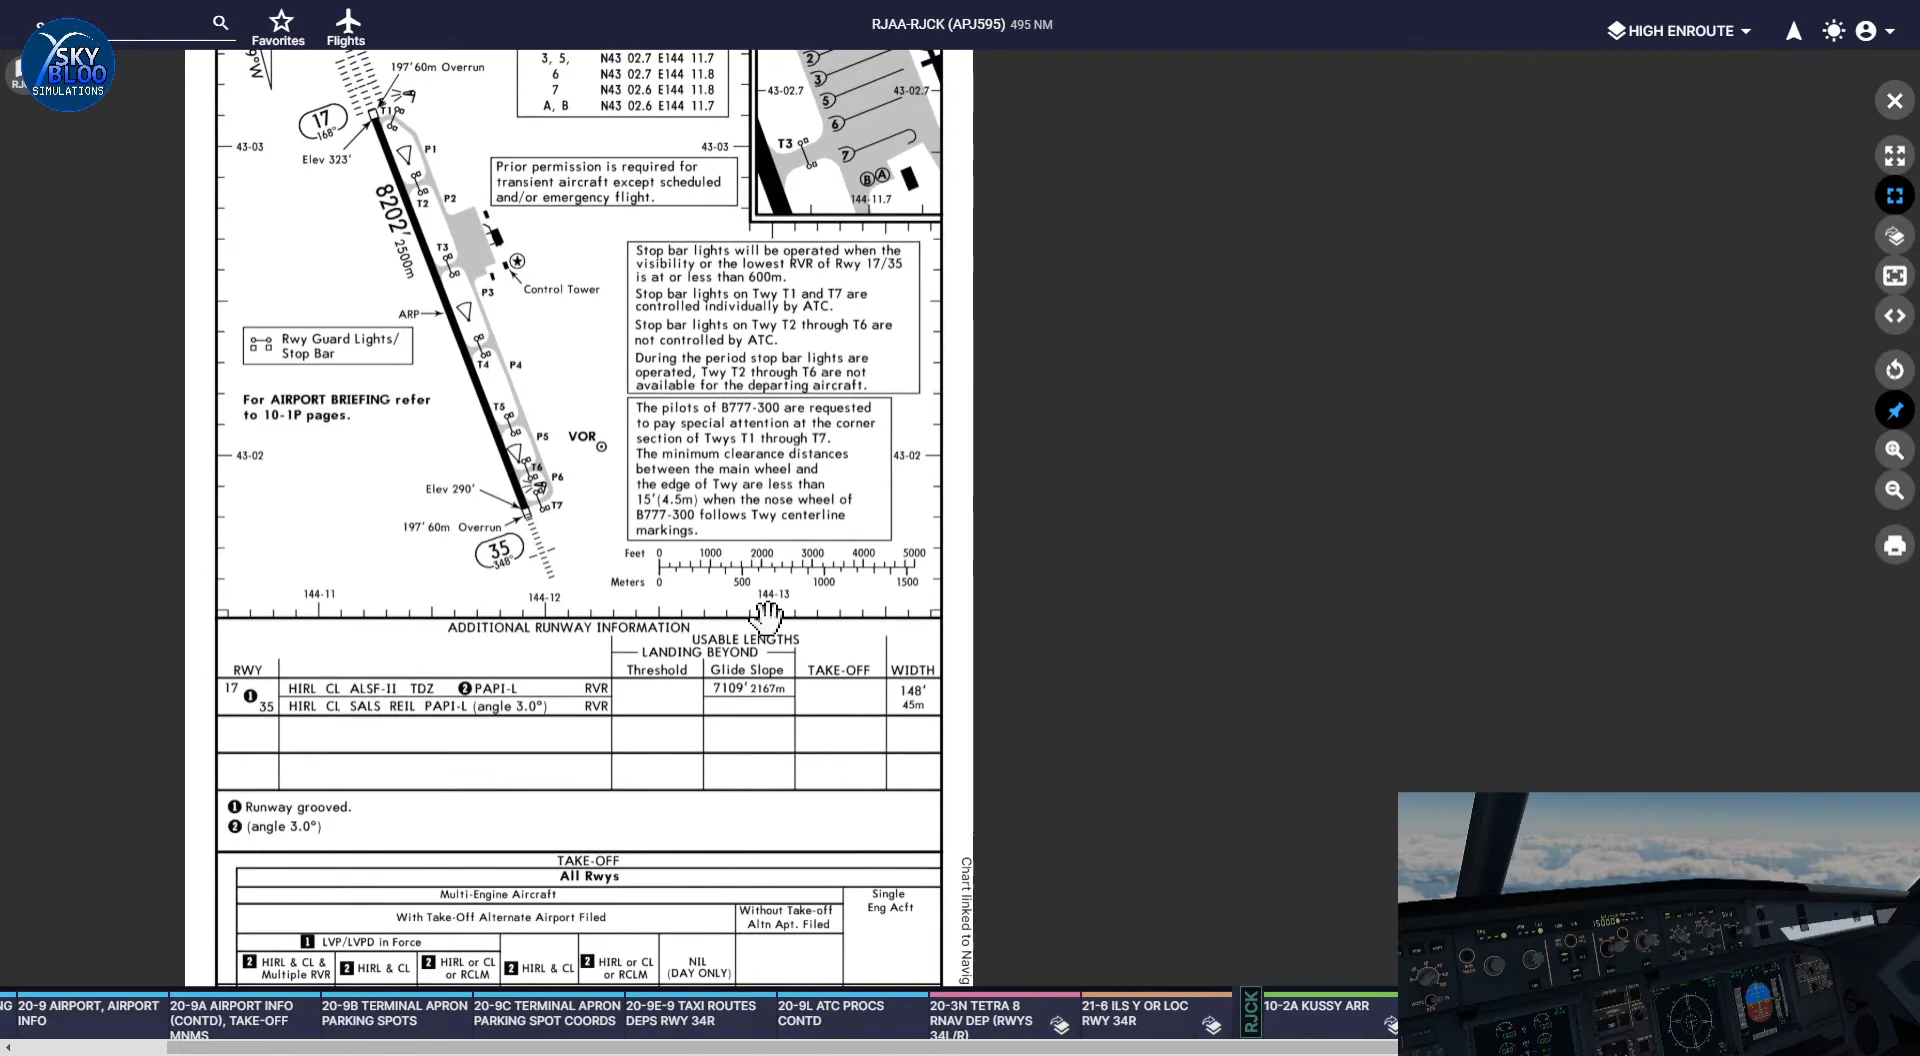 SKY
BLOO
SIMULATIONS
Favorites
Flights
RJAA-RJCK (APJ595) 495 NM
HIGH ENROUTE
197' 60m Overrun
17
168°
Elev 323'
T1
P1
T2
P2
8202'
2500m
T3
P3
Control Tower
ARP
T4
P4
T5
P5
VOR
T6
P6
T7
Elev 290'
197' 60m Overrun
35
348°
43-03
43-03
43-02
43-02
144-11
144-12
144-13
Rwy Guard Lights/
Stop Bar
For AIRPORT BRIEFING refer
to 10-1P pages.
3, 5, N43 02.7 E144 11.7
6 N43 02.6 E144 11.8
7 N43 02.6 E144 11.8
A, B N43 02.6 E144 11.7
Prior permission is required for
transient aircraft except scheduled
and/or emergency flight.
2
3
5
6
7
B A
T3
43-02.7
43-02.7
144-11.7
Stop bar lights will be operated when the
visibility or the lowest RVR of Rwy 17/35
is at or less than 600m.
Stop bar lights on Twy T1 and T7 are
controlled individually by ATC.
Stop bar lights on Twy T2 through T6 are
not controlled by ATC.
During the period stop bar lights are
operated, Twy T2 through T6 are not
available for the departing aircraft.
The pilots of B777-300 are requested
to pay special attention at the corner
section of Twys T1 through T7.
The minimum clearance distances
between the main wheel and
the edge of Twy are less than
15'(4.5m) when the nose wheel of
B777-300 follows Twy centerline
markings.
Feet 0 1000 2000 3000 4000 5000
Meters 0 500 1000 1500
ADDITIONAL RUNWAY INFORMATION
USABLE LENGTHS
LANDING BEYOND
RWY Threshold Glide Slope TAKE-OFF WIDTH
17 1 HIRL CL ALSF-II TDZ 2 PAPI-L RVR 7109' 2167m 148'
35 HIRL CL SALS REIL PAPI-L (angle 3.0°) RVR 45m
1 Runway grooved.
2 (angle 3.0°)
TAKE-OFF
All Rwys
Multi-Engine Aircraft
Single
Eng Acft
With Take-Off Alternate Airport Filed
Without Take-off
Altn Apt. Filed
1 LVP/LVPD in Force
2 HIRL & CL &
Multiple RVR
2 HIRL & CL
2 HIRL or CL
or RCLM
2 HIRL & CL
2 HIRL or CL
or RCLM
NIL
(DAY ONLY)
Chart linked to Navig
NG
20-9 AIRPORT, AIRPORT
INFO
20-9A AIRPORT INFO
(CONTD), TAKE-OFF
MNMS
20-9B TERMINAL APRON
PARKING SPOTS
20-9C TERMINAL APRON
PARKING SPOT COORDS
20-9E-9 TAXI ROUTES
DEPS RWY 34R
20-9L ATC PROCS
CONTD
20-3N TETRA 8
RNAV DEP (RWYS
34L/R)
21-6 ILS Y OR LOC
RWY 34R
RJCK
10-2A KUSSY ARR